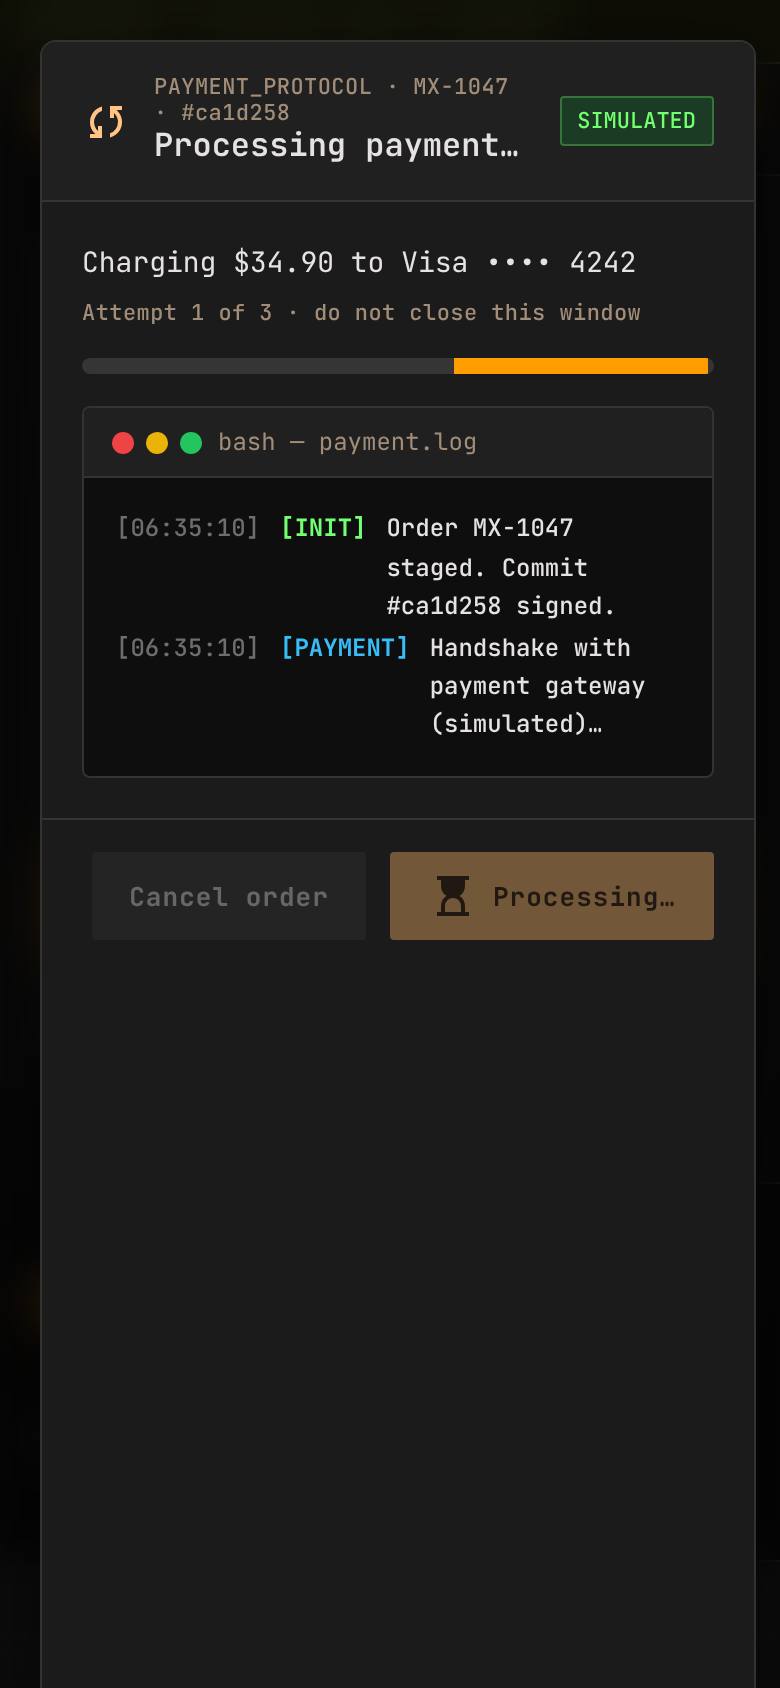 PAYMENT_PROTOCOL · MX-1047
· #ca1d258
Processing payment…
SIMULATED
Charging $34.90 to Visa •••• 4242
Attempt 1 of 3 · do not close this window
bash — payment.log
[06:35:10] [INIT] Order MX-1047
staged. Commit
#ca1d258 signed.
[06:35:10] [PAYMENT] Handshake with
payment gateway
(simulated)…
Cancel order
Processing…